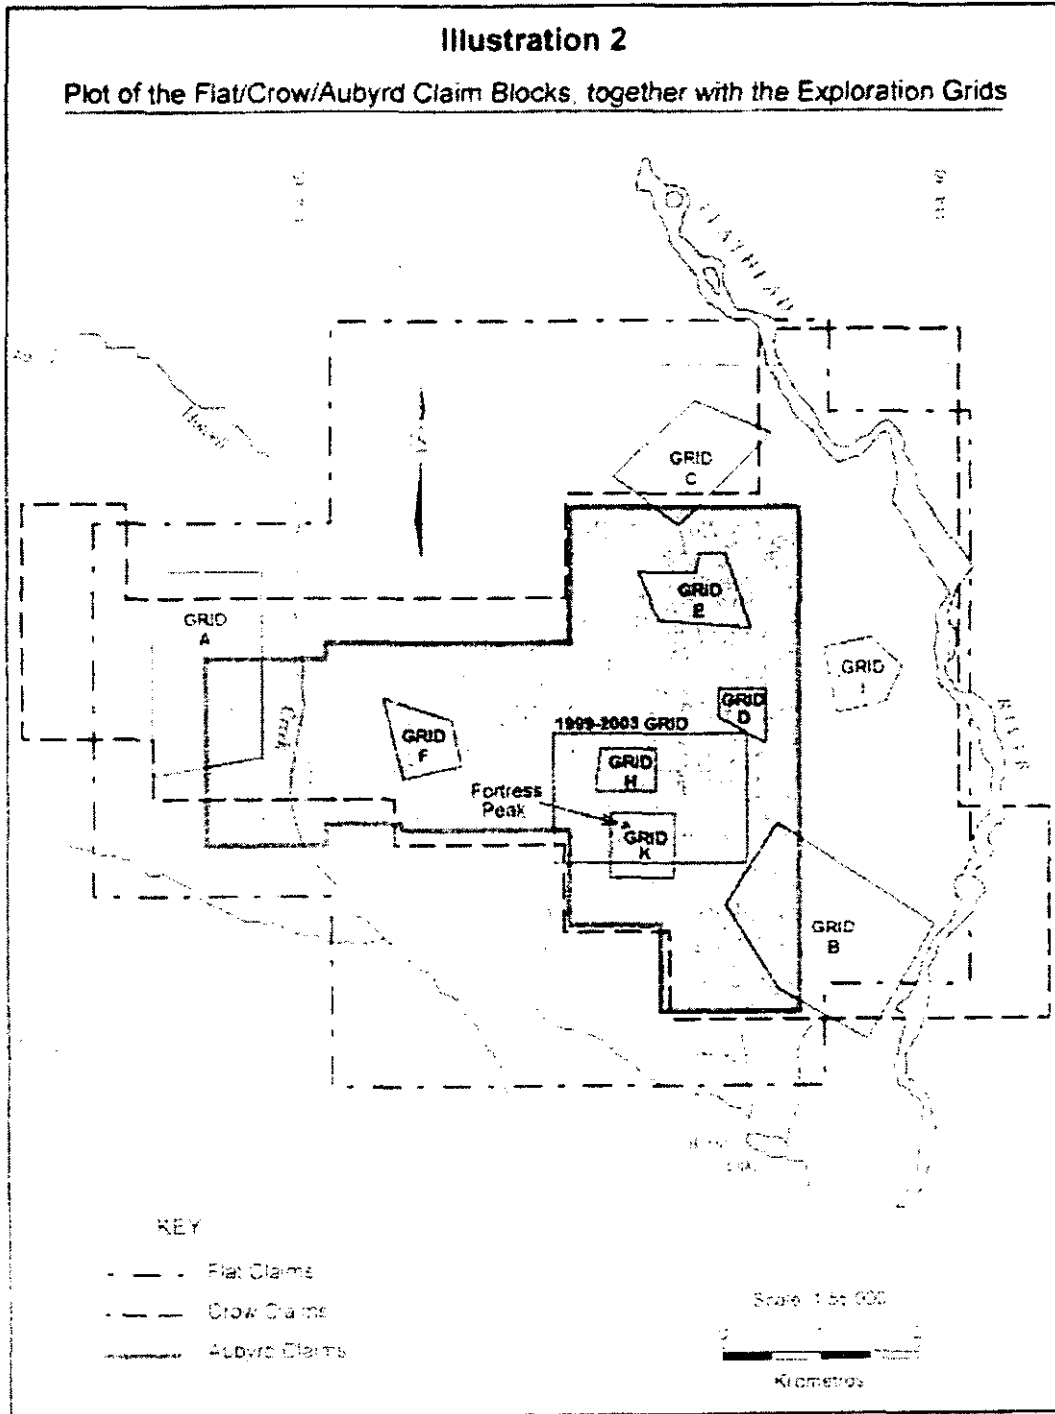 Illustration 2
Plot of the Flat/Crow/Aubyrd Claim Blocks, together with the Exploration Grids
FLATHEAD
GRID
C
GRID
E
GRID
A
GRID
I
GRID
D
Creek
1999-2003 GRID
GRID
F
GRID
H
RIVER
Fortress
Peak
GRID
K
GRID
B
KEY
Flat Claims
Crow Claims
Aubyrd Claims
Scale
Kilometres